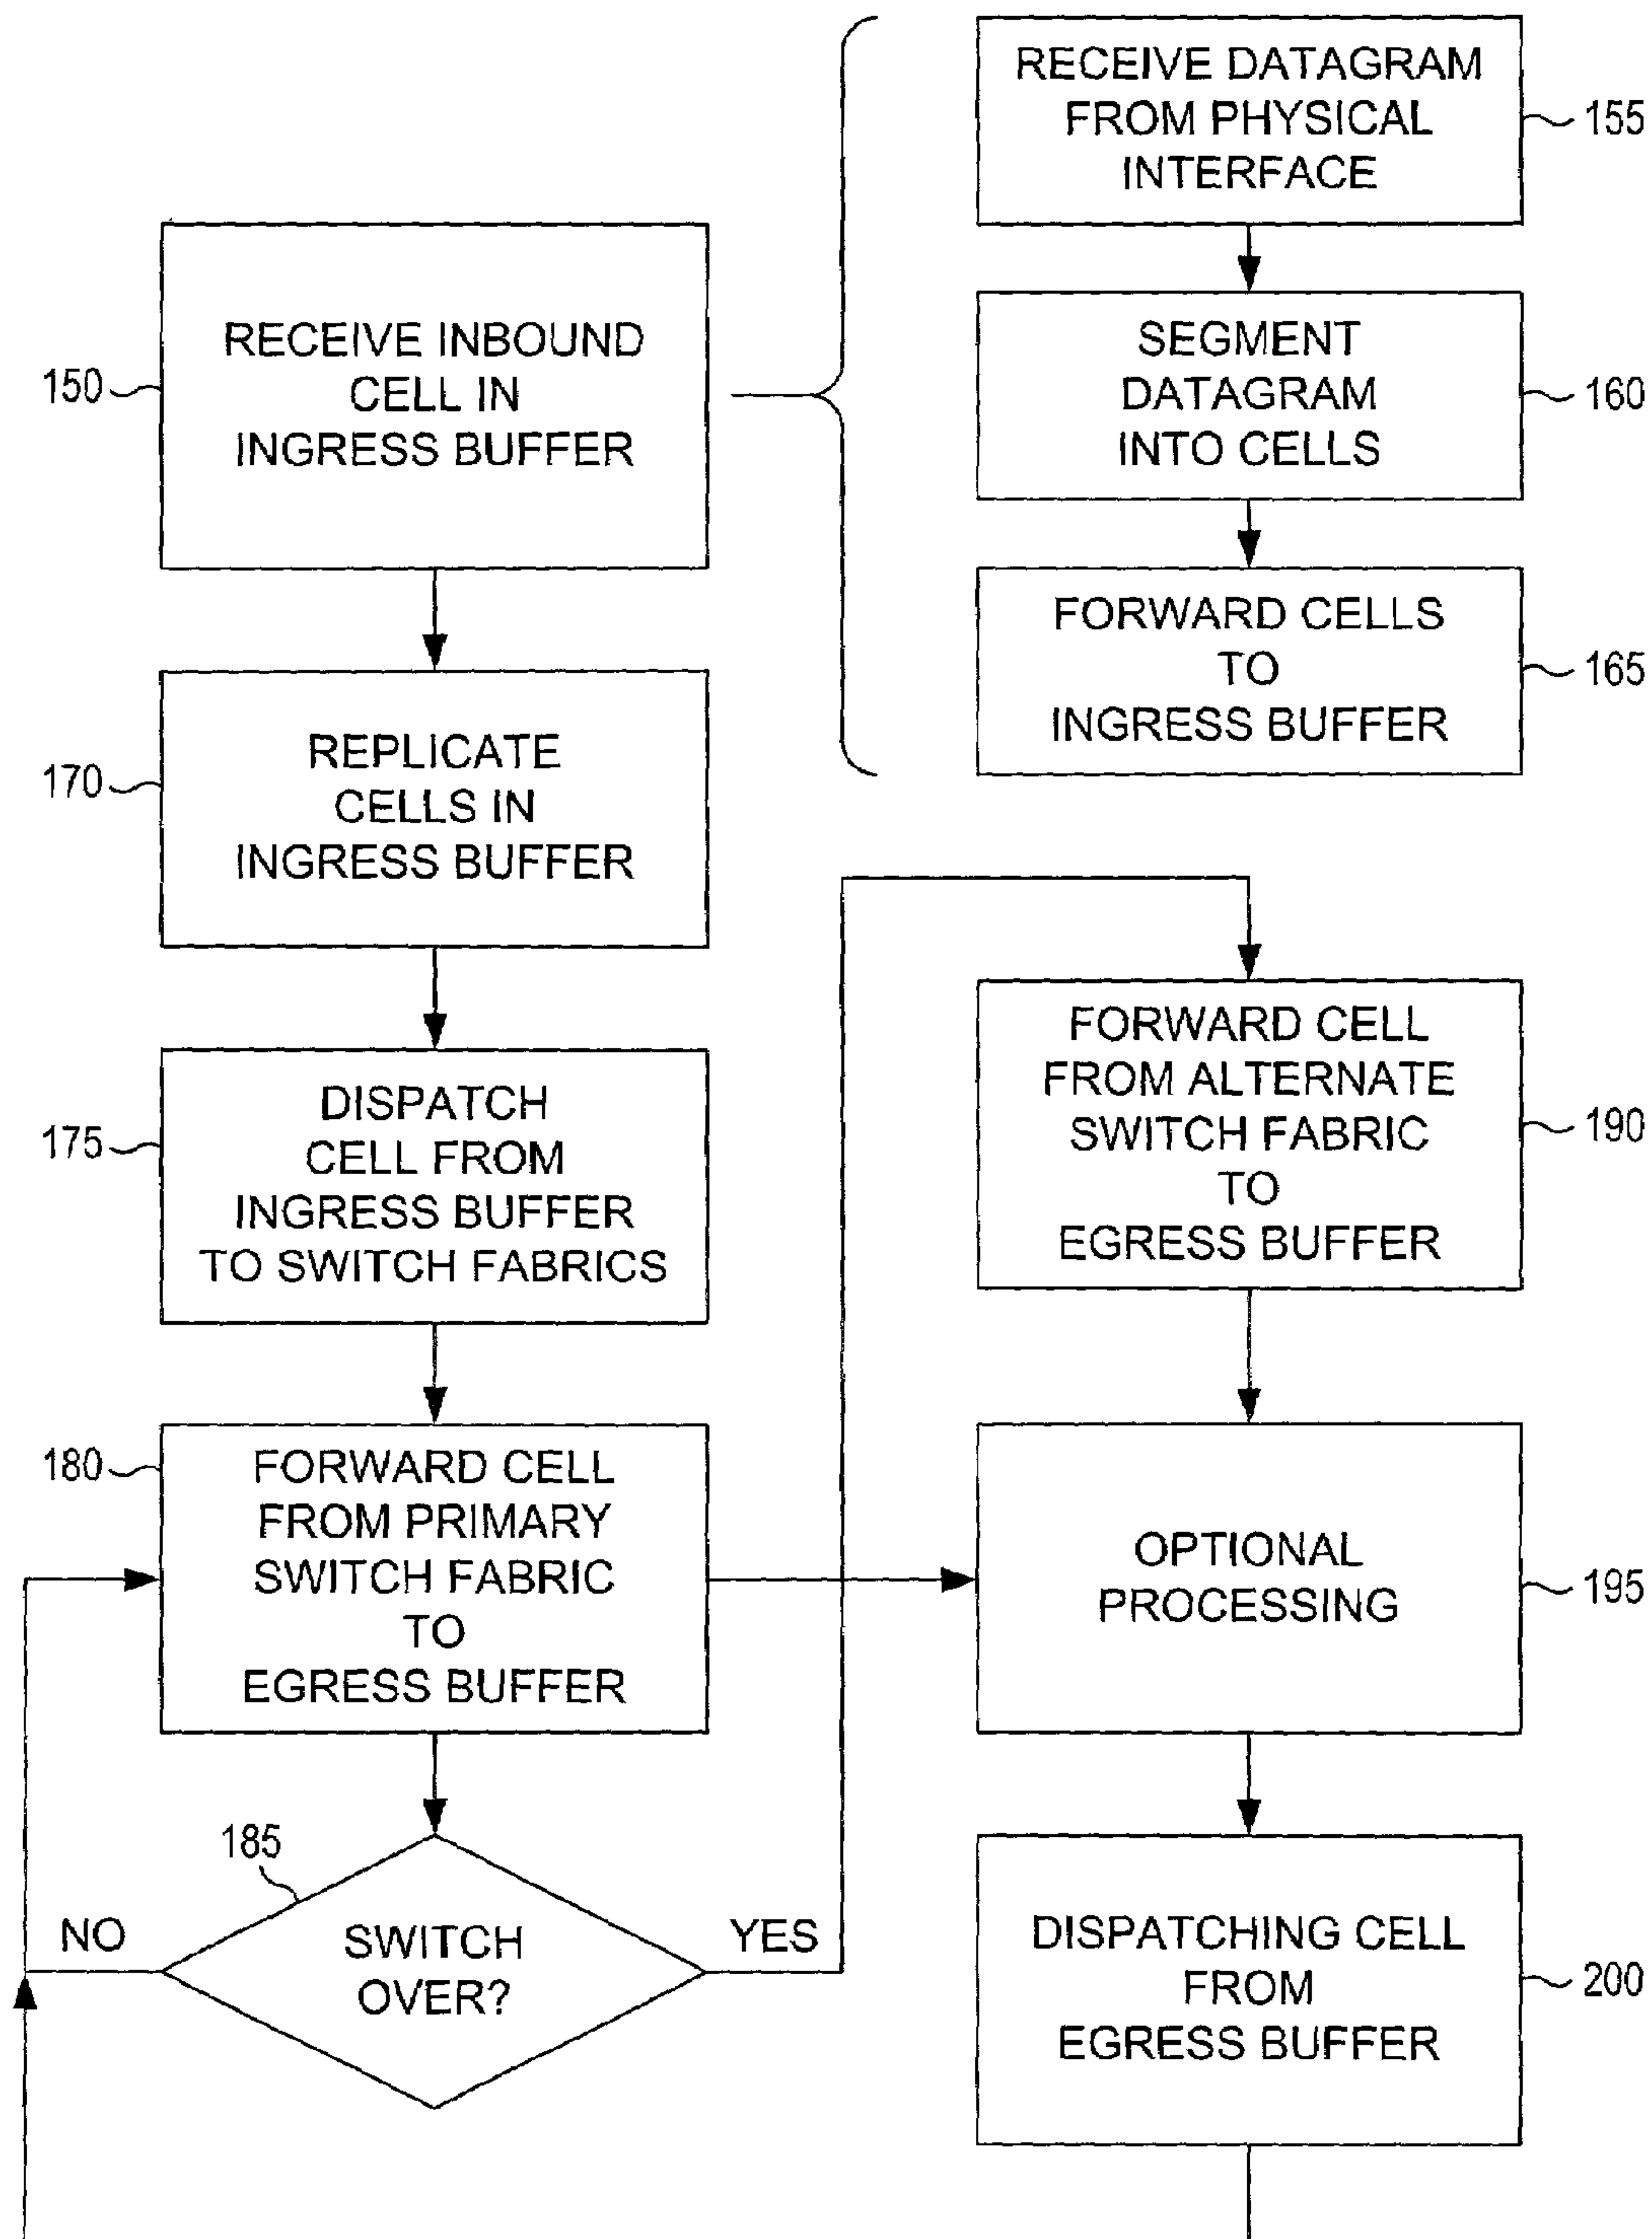 RECEIVE INBOUND
CELL IN
INGRESS BUFFER
150
RECEIVE DATAGRAM
FROM PHYSICAL
INTERFACE
155
SEGMENT
DATAGRAM
INTO CELLS
160
FORWARD CELLS
TO
INGRESS BUFFER
165
REPLICATE
CELLS IN
INGRESS BUFFER
170
DISPATCH
CELL FROM
INGRESS BUFFER
TO SWITCH FABRICS
175
FORWARD CELL
FROM PRIMARY
SWITCH FABRIC
TO
EGRESS BUFFER
180
185
SWITCH
OVER?
NO
YES
FORWARD CELL
FROM ALTERNATE
SWITCH FABRIC
TO
EGRESS BUFFER
190
OPTIONAL
PROCESSING
195
DISPATCHING CELL
FROM
EGRESS BUFFER
200